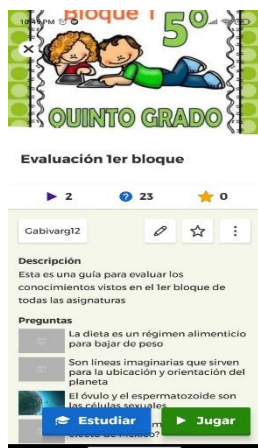 Bloque 1
5º
QUINTO GRADO
Evaluación 1er bloque
2
23
0
Gabivarg12
Descripción
Esta es una guía para evaluar los
conocimientos vistos en el 1er bloque de
todas las asignaturas
Preguntas
La dieta es un régimen alimenticio
para bajar de peso
Son líneas imaginarias que sirven
para la ubicación y orientación del
planeta
El óvulo y el espermatozoide son
las células sexuales
Estudiar
Jugar